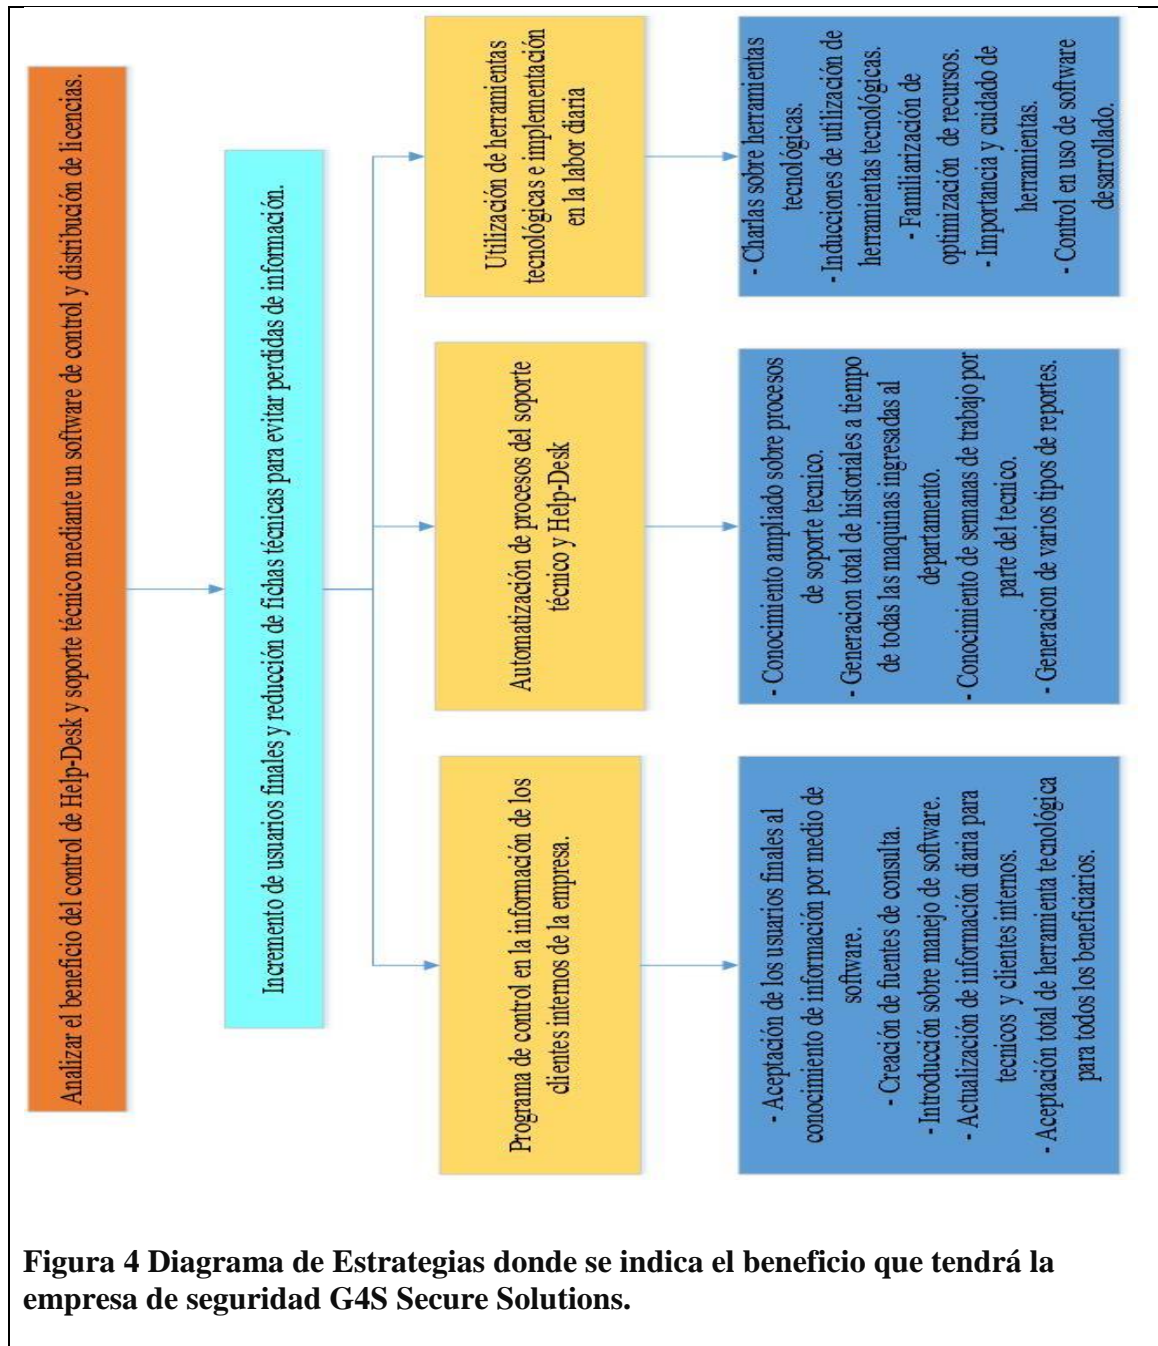 Analizar el beneficio del control de Help-Desk y soporte técnico mediante un software de control y distribución de licencias.
Incremento de usuarios finales y reducción de fichas técnicas para evitar perdidas de información.
Programa de control en la información de los
clientes internos de la empresa.
Automatización de procesos del soporte
técnico y Help-Desk
Utilización de herramientas
tecnológicas e implementación
en la labor diaria
- Aceptación de los usuarios finales al
conocimiento de información por medio de
software.
- Creación de fuentes de consulta.
- Introducción sobre manejo de software.
- Actualización de información diaria para
tecnicos y clientes internos.
- Aceptación total de herramienta tecnológica
para todos los beneficiarios.
- Conocimiento ampliado sobre procesos
de soporte tecnico.
- Generacion total de historiales a tiempo
de todas las maquinas ingresadas al
departamento.
- Conocimiento de semanas de trabajo por
parte del tecnico.
- Generacion de varios tipos de reportes.
- Charlas sobre herramientas
tecnológicas.
- Inducciones de utilización de
herramientas tecnológicas.
- Familiarización de
optimización de recursos.
- Importancia y cuidado de
herramientas.
- Control en uso de software
desarrollado.
Figura 4 Diagrama de Estrategias donde se indica el beneficio que tendrá la
empresa de seguridad G4S Secure Solutions.